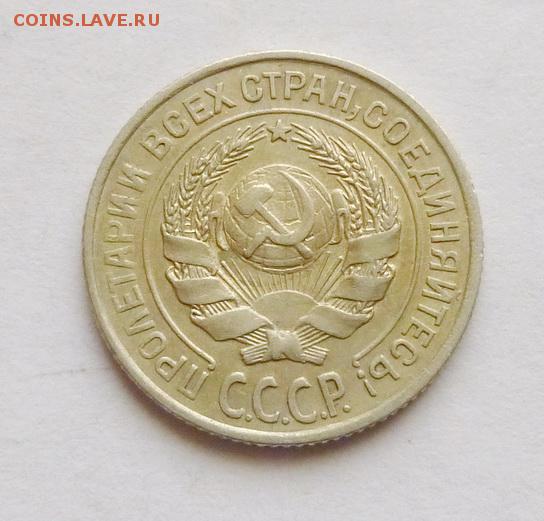 COINS.LAVE.RU
ПРОЛЕТАРИИ ВСЕХ СТРАН, СОЕДИНЯЙТЕСЬ!
С.С.С.Р.